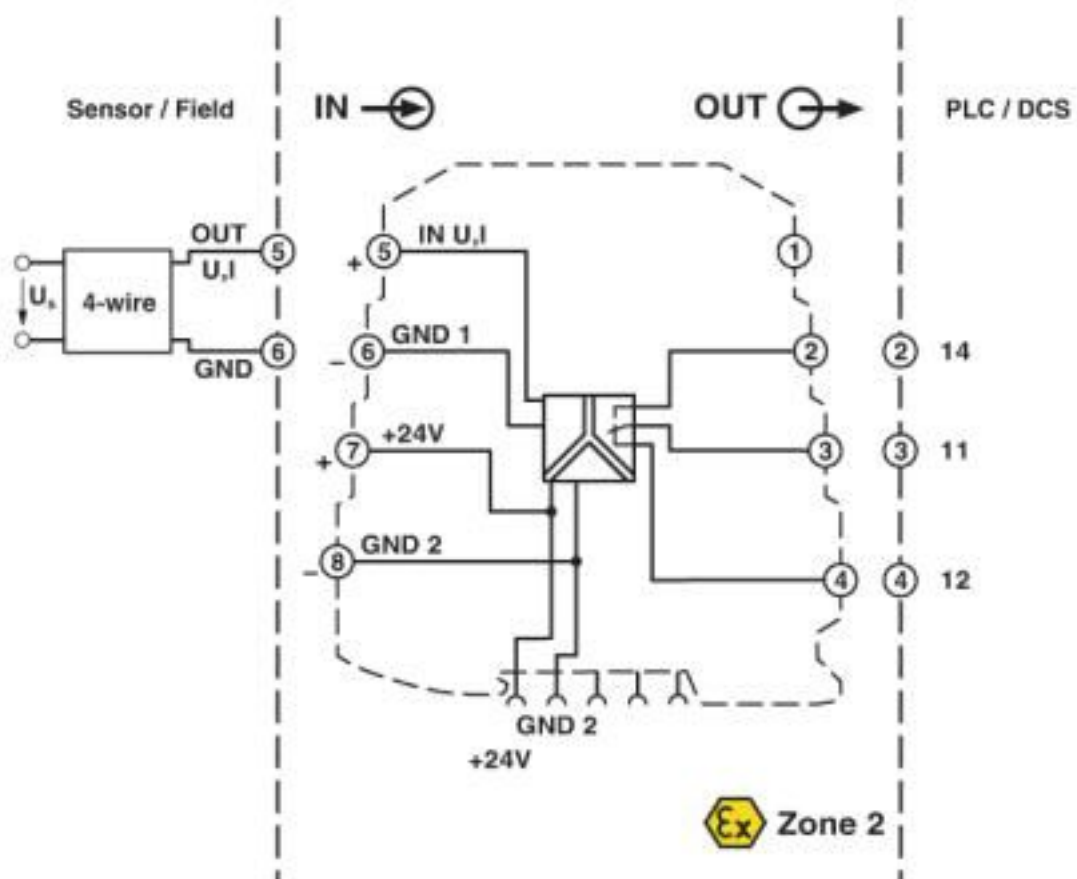 Sensor / Field IN OUT PLC / DCS
OUT 5 5 IN U,I 1
+
U,I
Us 4-wire
6 6 GND 1 2 2 14
GND –
7 +24V 3 3 11
+
8 GND 2 4 4 12
–
GND 2
+24V
Ex Zone 2